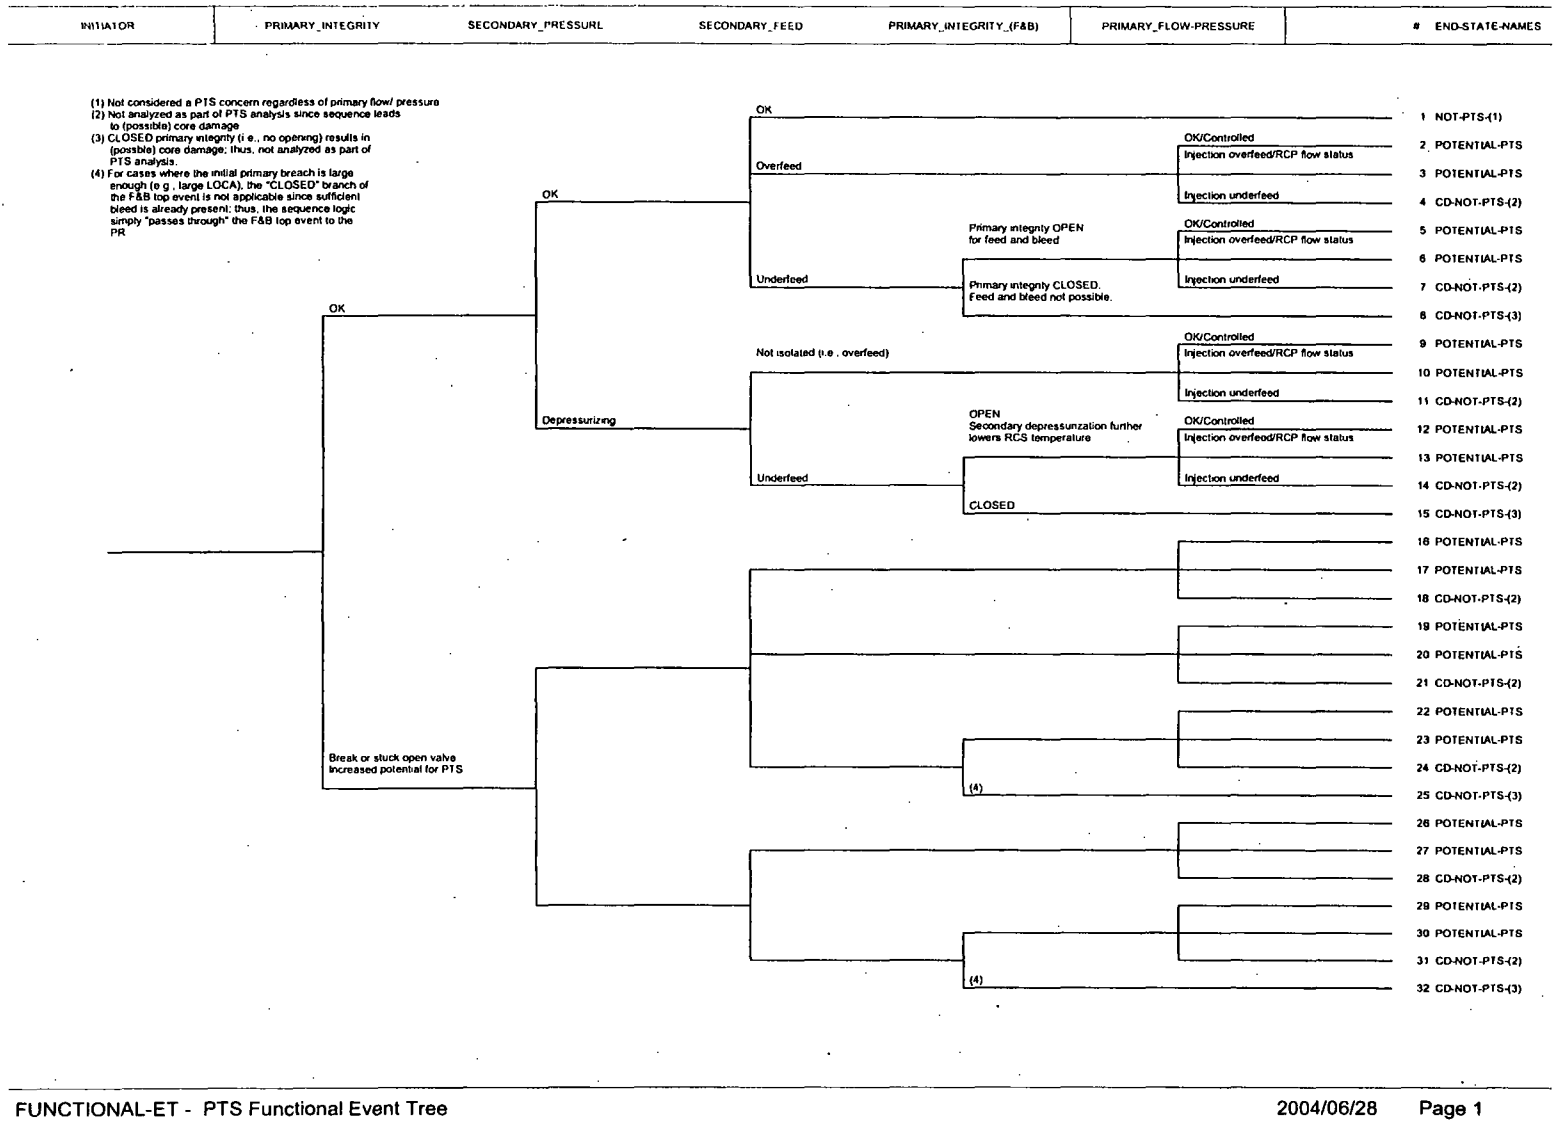 INITIATOR PRIMARY_INTEGRITY SECONDARY_PRESSURE SECONDARY_FEED PRIMARY_INTEGRITY_(F&B) PRIMARY_FLOW-PRESSURE # END-STATE-NAMES
(1) Not considered a PTS concern regardless of primary flow/ pressure
(2) Not analyzed as part of PTS analysis since sequence leads
to (possible) core damage
(3) CLOSED primary integrity (i.e., no opening) results in
(possible) core damage; thus, not analyzed as part of
PTS analysis.
(4) For cases where the initial primary breach is large
enough (e.g., large LOCA), the "CLOSED" branch of
the F&B top event is not applicable since sufficient
bleed is already present; thus, the sequence logic
simply "passes through" the F&B top event to the
PR
OK
1 NOT-PTS-(1)
OK/Controlled
2 POTENTIAL-PTS
Overfeed
Injection overfeed/RCP flow status
3 POTENTIAL-PTS
OK
Injection underfeed
4 CD-NOT-PTS-(2)
Primary integrity OPEN
for feed and bleed
OK/Controlled
5 POTENTIAL-PTS
Injection overfeed/RCP flow status
6 POTENTIAL-PTS
Underfeed
Primary integrity CLOSED.
Feed and bleed not possible.
Injection underfeed
7 CD-NOT-PTS-(2)
OK
8 CD-NOT-PTS-(3)
Not isolated (i.e., overfeed)
OK/Controlled
9 POTENTIAL-PTS
Injection overfeed/RCP flow status
10 POTENTIAL-PTS
Injection underfeed
11 CD-NOT-PTS-(2)
Depressurizing
OPEN
Secondary depressurization further
lowers RCS temperature
OK/Controlled
12 POTENTIAL-PTS
Injection overfeed/RCP flow status
13 POTENTIAL-PTS
Underfeed
Injection underfeed
14 CD-NOT-PTS-(2)
CLOSED
15 CD-NOT-PTS-(3)
16 POTENTIAL-PTS
17 POTENTIAL-PTS
18 CD-NOT-PTS-(2)
19 POTENTIAL-PTS
20 POTENTIAL-PTS
21 CD-NOT-PTS-(2)
22 POTENTIAL-PTS
23 POTENTIAL-PTS
Break or stuck open valve
Increased potential for PTS
24 CD-NOT-PTS-(2)
(4)
25 CD-NOT-PTS-(3)
26 POTENTIAL-PTS
27 POTENTIAL-PTS
28 CD-NOT-PTS-(2)
29 POTENTIAL-PTS
30 POTENTIAL-PTS
31 CD-NOT-PTS-(2)
(4)
32 CD-NOT-PTS-(3)
FUNCTIONAL-ET - PTS Functional Event Tree 2004/06/28 Page 1